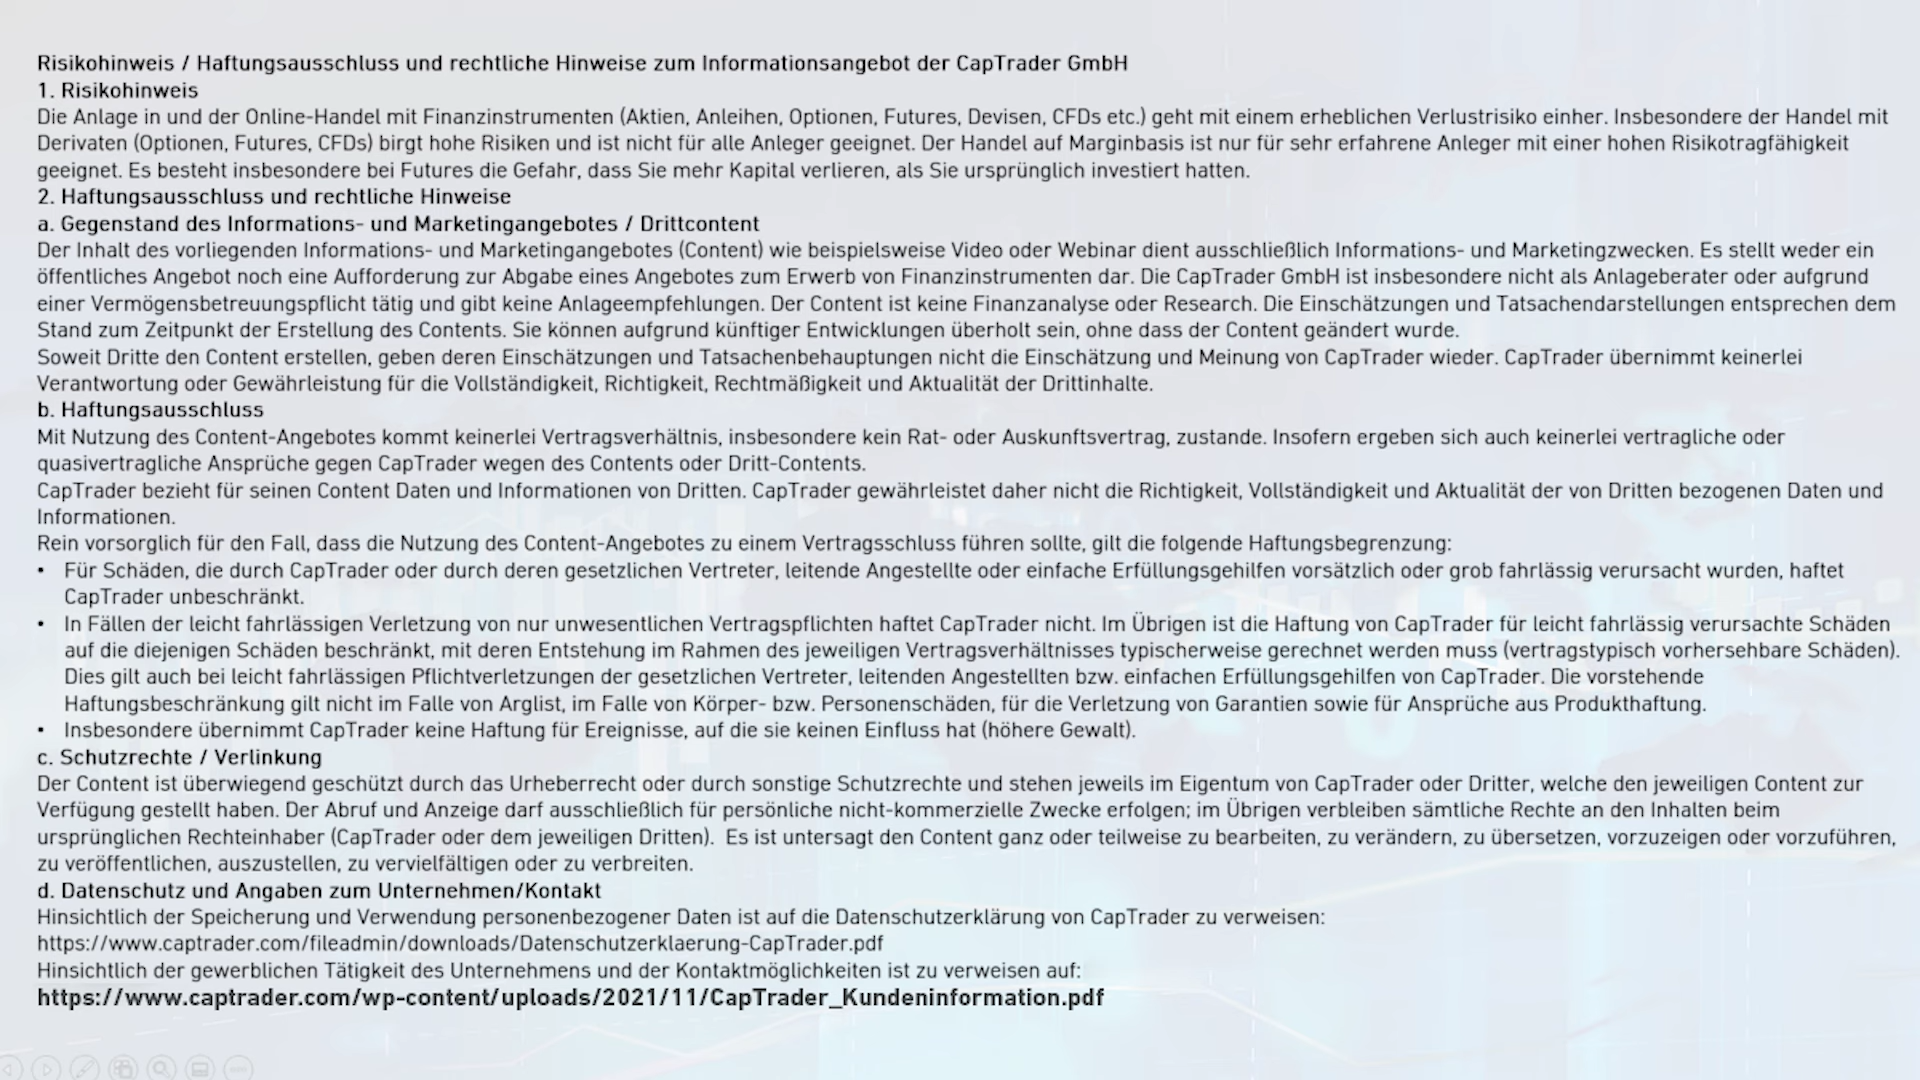 Risikohinweis / Haftungsausschluss und rechtliche Hinweise zum Informationsangebot der CapTrader GmbH
1. Risikohinweis
Die Anlage in und der Online-Handel mit Finanzinstrumenten (Aktien, Anleihen, Optionen, Futures, Devisen, CFDs etc.) geht mit einem erheblichen Verlustrisiko einher. Insbesondere der Handel mit
Derivaten (Optionen, Futures, CFDs) birgt hohe Risiken und ist nicht für alle Anleger geeignet. Der Handel auf Marginbasis ist nur für sehr erfahrene Anleger mit einer hohen Risikotragfähigkeit
geeignet. Es besteht insbesondere bei Futures die Gefahr, dass Sie mehr Kapital verlieren, als Sie ursprünglich investiert hatten.
2. Haftungsausschluss und rechtliche Hinweise
a. Gegenstand des Informations- und Marketingangebotes / Drittcontent
Der Inhalt des vorliegenden Informations- und Marketingangebotes (Content) wie beispielsweise Video oder Webinar dient ausschließlich Informations- und Marketingzwecken. Es stellt weder ein
öffentliches Angebot noch eine Aufforderung zur Abgabe eines Angebotes zum Erwerb von Finanzinstrumenten dar. Die CapTrader GmbH ist insbesondere nicht als Anlageberater oder aufgrund
einer Vermögensbetreuungspflicht tätig und gibt keine Anlageempfehlungen. Der Content ist keine Finanzanalyse oder Research. Die Einschätzungen und Tatsachendarstellungen entsprechen dem
Stand zum Zeitpunkt der Erstellung des Contents. Sie können aufgrund künftiger Entwicklungen überholt sein, ohne dass der Content geändert wurde.
Soweit Dritte den Content erstellen, geben deren Einschätzungen und Tatsachenbehauptungen nicht die Einschätzung und Meinung von CapTrader wieder. CapTrader übernimmt keinerlei
Verantwortung oder Gewährleistung für die Vollständigkeit, Richtigkeit, Rechtmäßigkeit und Aktualität der Drittinhalte.
b. Haftungsausschluss
Mit Nutzung des Content-Angebotes kommt keinerlei Vertragsverhältnis, insbesondere kein Rat- oder Auskunftsvertrag, zustande. Insofern ergeben sich auch keinerlei vertragliche oder
quasivertragliche Ansprüche gegen CapTrader wegen des Contents oder Dritt-Contents.
CapTrader bezieht für seinen Content Daten und Informationen von Dritten. CapTrader gewährleistet daher nicht die Richtigkeit, Vollständigkeit und Aktualität der von Dritten bezogenen Daten und
Informationen.
Rein vorsorglich für den Fall, dass die Nutzung des Content-Angebotes zu einem Vertragsschluss führen sollte, gilt die folgende Haftungsbegrenzung:
• Für Schäden, die durch CapTrader oder durch deren gesetzlichen Vertreter, leitende Angestellte oder einfache Erfüllungsgehilfen vorsätzlich oder grob fahrlässig verursacht wurden, haftet
CapTrader unbeschränkt.
• In Fällen der leicht fahrlässigen Verletzung von nur unwesentlichen Vertragspflichten haftet CapTrader nicht. Im Übrigen ist die Haftung von CapTrader für leicht fahrlässig verursachte Schäden
auf die diejenigen Schäden beschränkt, mit deren Entstehung im Rahmen des jeweiligen Vertragsverhältnisses typischerweise gerechnet werden muss (vertragstypisch vorhersehbare Schäden).
Dies gilt auch bei leicht fahrlässigen Pflichtverletzungen der gesetzlichen Vertreter, leitenden Angestellten bzw. einfachen Erfüllungsgehilfen von CapTrader. Die vorstehende
Haftungsbeschränkung gilt nicht im Falle von Arglist, im Falle von Körper- bzw. Personenschäden, für die Verletzung von Garantien sowie für Ansprüche aus Produkthaftung.
• Insbesondere übernimmt CapTrader keine Haftung für Ereignisse, auf die sie keinen Einfluss hat (höhere Gewalt).
c. Schutzrechte / Verlinkung
Der Content ist überwiegend geschützt durch das Urheberrecht oder durch sonstige Schutzrechte und stehen jeweils im Eigentum von CapTrader oder Dritter, welche den jeweiligen Content zur
Verfügung gestellt haben. Der Abruf und Anzeige darf ausschließlich für persönliche nicht-kommerzielle Zwecke erfolgen; im Übrigen verbleiben sämtliche Rechte an den Inhalten beim
ursprünglichen Rechteinhaber (CapTrader oder dem jeweiligen Dritten).  Es ist untersagt den Content ganz oder teilweise zu bearbeiten, zu verändern, zu übersetzen, vorzuzeigen oder vorzuführen,
zu veröffentlichen, auszustellen, zu vervielfältigen oder zu verbreiten.
d. Datenschutz und Angaben zum Unternehmen/Kontakt
Hinsichtlich der Speicherung und Verwendung personenbezogener Daten ist auf die Datenschutzerklärung von CapTrader zu verweisen:
https://www.captrader.com/fileadmin/downloads/Datenschutzerklaerung-CapTrader.pdf
Hinsichtlich der gewerblichen Tätigkeit des Unternehmens und der Kontaktmöglichkeiten ist zu verweisen auf:
https://www.captrader.com/wp-content/uploads/2021/11/CapTrader_Kundeninformation.pdf